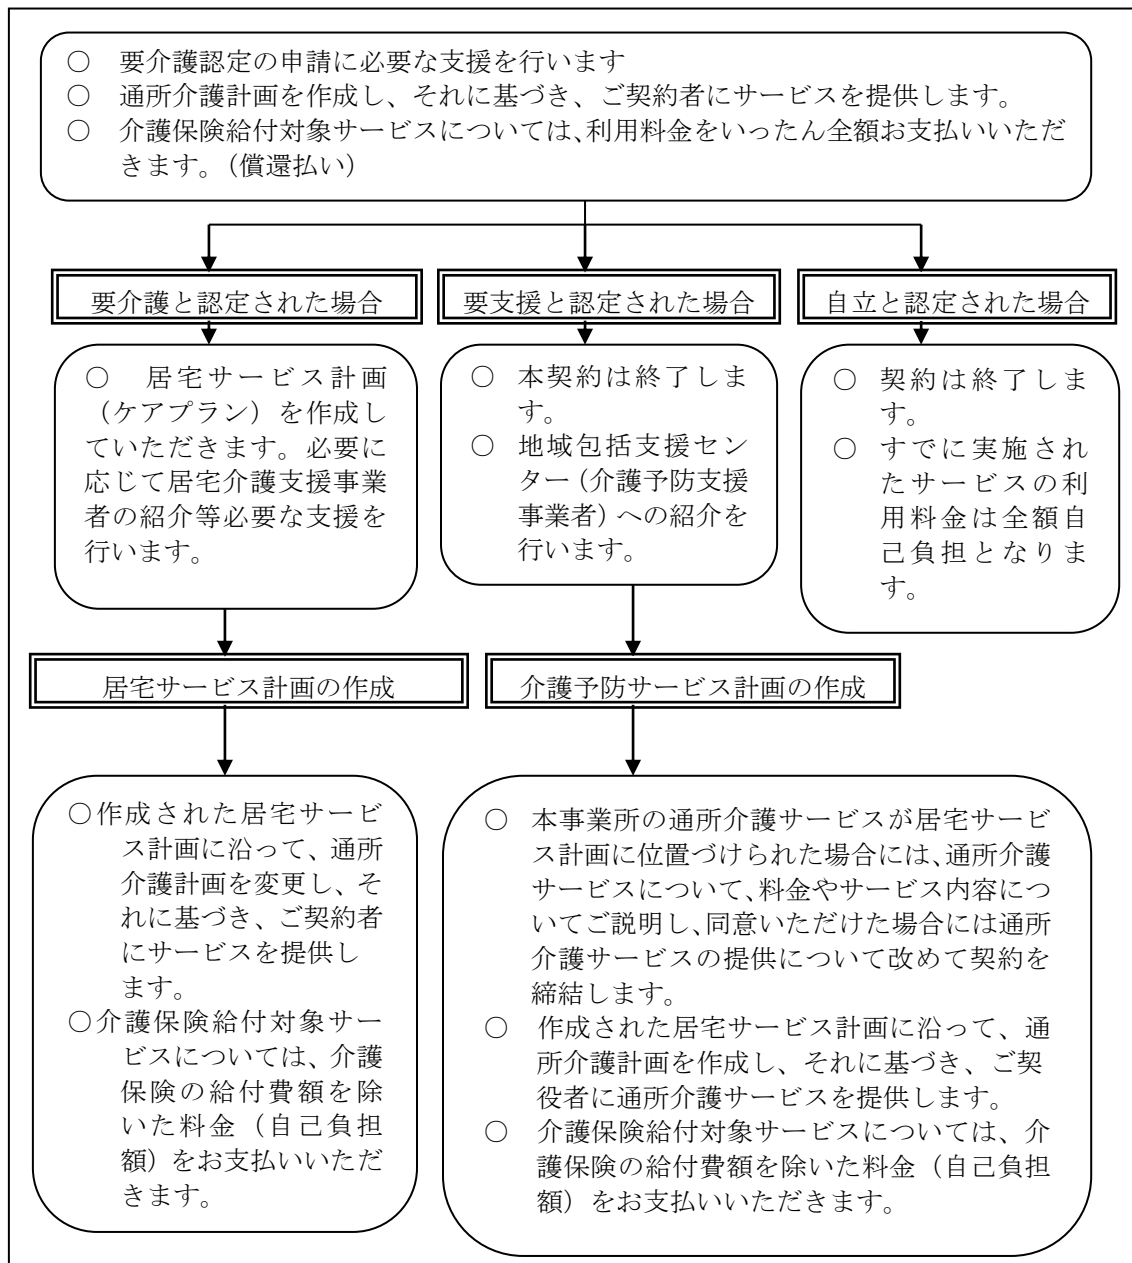 ○ 要介護認定の申請に必要な支援を行います
○ 通所介護計画を作成し、それに基づき、ご契約者にサービスを提供します。
○ 介護保険給付対象サービスについては、利用料金をいったん全額お支払いいただ
きます。（償還払い）
要介護と認定された場合
要支援と認定された場合
自立と認定された場合
○ 居宅サービス計画
（ケアプラン）を作成し
ていただきます。必要に
応じて居宅介護支援事業
者の紹介等必要な支援を
行います。
○ 本契約は終了しま
す。
○ 地域包括支援セン
ター（介護予防支援
事業者）への紹介を
行います。
○ 契約は終了しま
す。
○ すでに実施され
たサービスの利
用料金は全額自
己負担となりま
す。
居宅サービス計画の作成
介護予防サービス計画の作成
○作成された居宅サービ
ス計画に沿って、通所
介護計画を変更し、そ
れに基づき、ご契約者
にサービスを提供し
ます。
○介護保険給付対象サー
ビスについては、介護
保険の給付費額を除
いた料金（自己負担
額）をお支払いいただ
きます。
○ 本事業所の通所介護サービスが居宅サービ
ス計画に位置づけられた場合には、通所介護
サービスについて、料金やサービス内容につ
いてご説明し、同意いただけた場合には通所
介護サービスの提供について改めて契約を
締結します。
○ 作成された居宅サービス計画に沿って、通
所介護計画を作成し、それに基づき、ご契
役者に通所介護サービスを提供します。
○ 介護保険給付対象サービスについては、介
護保険の給付費額を除いた料金（自己負担
額）をお支払いいただきます。